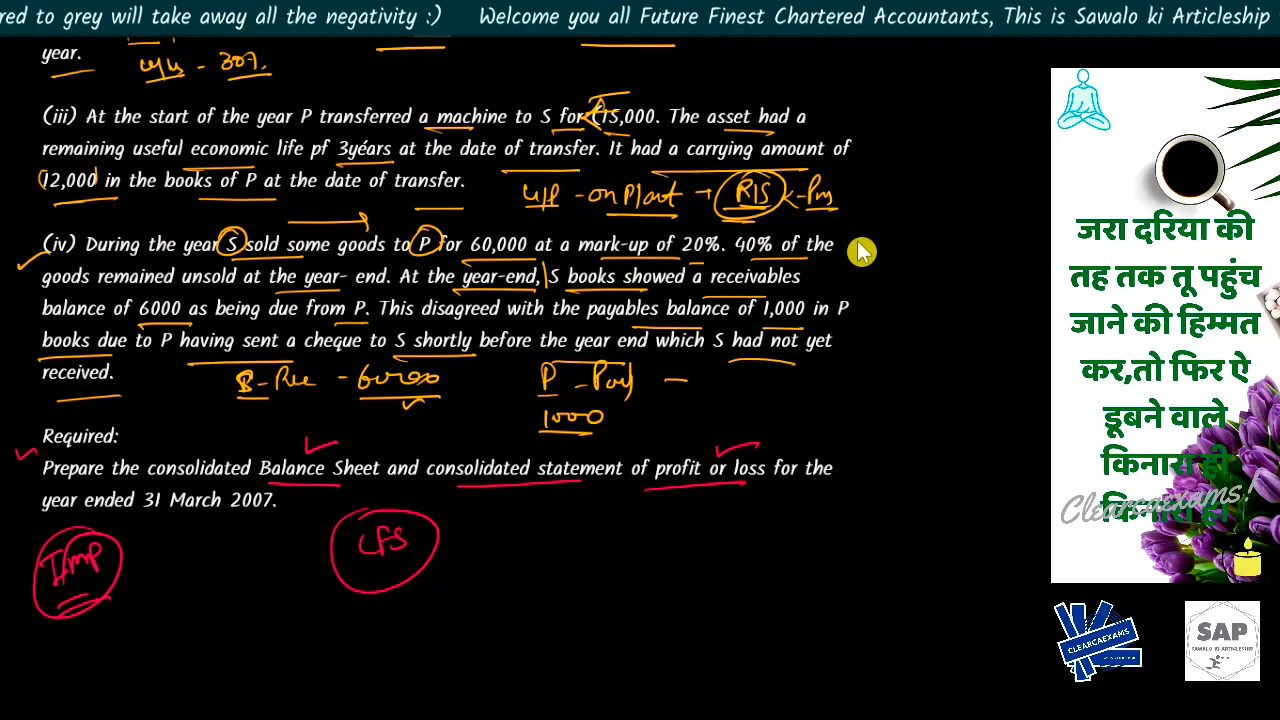 red to grey will take away all the negativity :) Welcome you all Future Finest Chartered Accountants, This is Sawalo ki Articleship
year.
(iii) At the start of the year P transferred a machine to S for 15,000. The asset had a
remaining useful economic life pf 3years at the date of transfer. It had a carrying amount of
12,000 in the books of P at the date of transfer.
(iv) During the year S sold some goods to P for 60,000 at a mark-up of 20%. 40% of the
goods remained unsold at the year- end. At the year-end, S books showed a receivables
balance of 6000 as being due from P. This disagreed with the payables balance of 1,000 in P
books due to P having sent a cheque to S shortly before the year end which S had not yet
received.
1000
Required:
Prepare the consolidated Balance Sheet and consolidated statement of profit or loss for the
year ended 31 March 2007.
Imp
CFS
जरा दरिया की
तह तक तू पहुंच
जाने की हिम्मत
कर,तो फिर ऐ
डूबने वाले
किनारा ही
किनारा है।
Clearcaexams!
CLEARCAEXAMS
SAP
SAWALO KI ARTICLESHIP